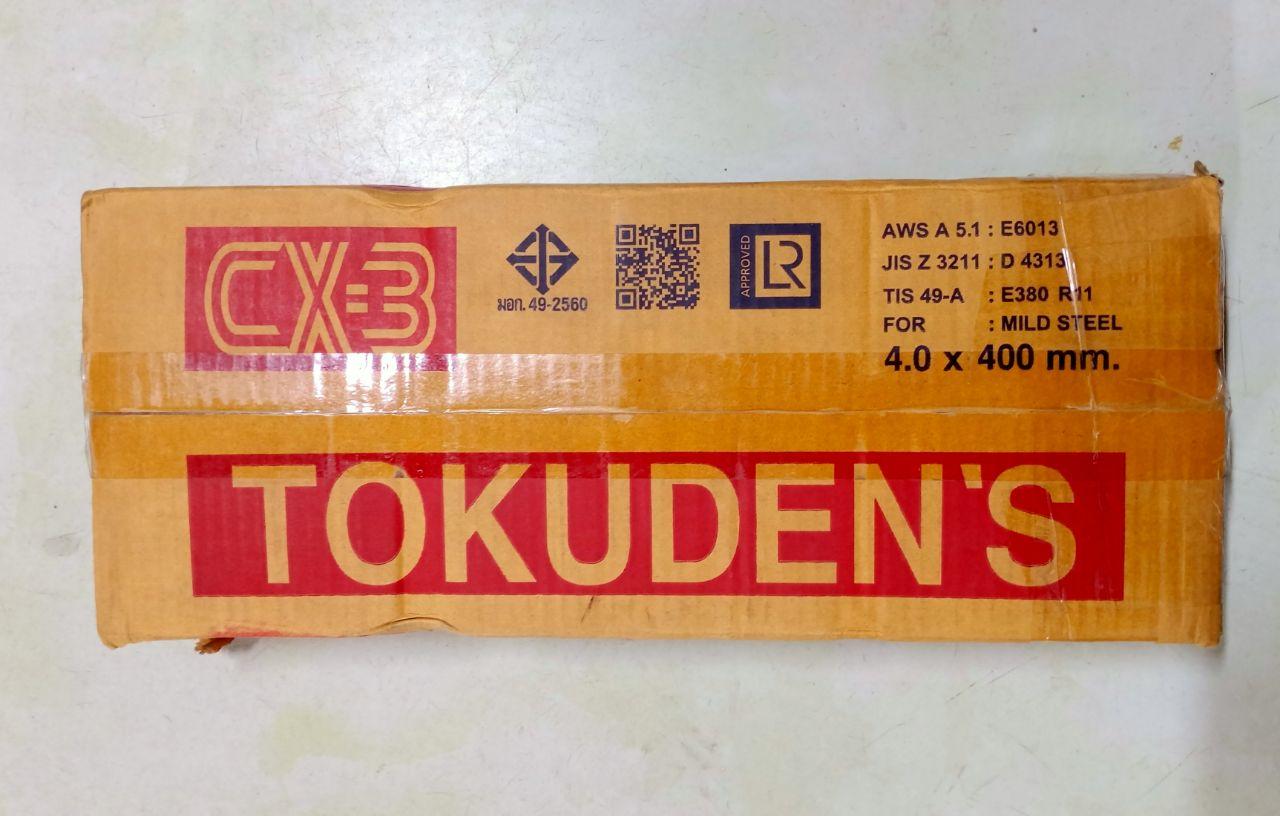 CX-3
มอก. 49-2560
APPROVED LR
AWS A 5.1 : E6013
JIS Z 3211 : D 4313
TIS 49-A : E380 R11
FOR : MILD STEEL
4.0 x 400 mm.
TOKUDEN'S